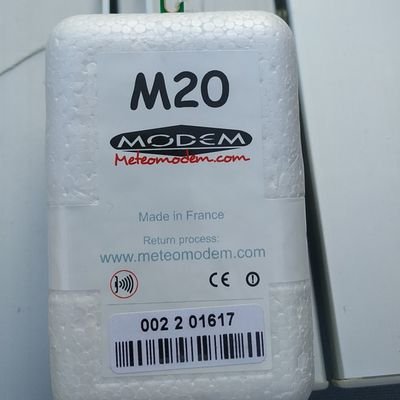 M20
MODEM
Meteomodem.com
Made in France
Return process:
www.meteomodem.com
CE
002 2 01617